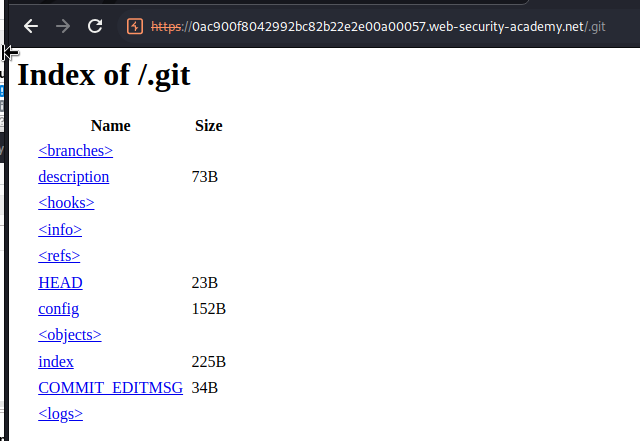 https://0ac900f8042992bc82b22e2e00a00057.web-security-academy.net/.git
Index of /.git
Name Size
<branches>
description 73B
<hooks>
<info>
<refs>
HEAD 23B
config 152B
<objects>
index 225B
COMMIT_EDITMSG 34B
<logs>